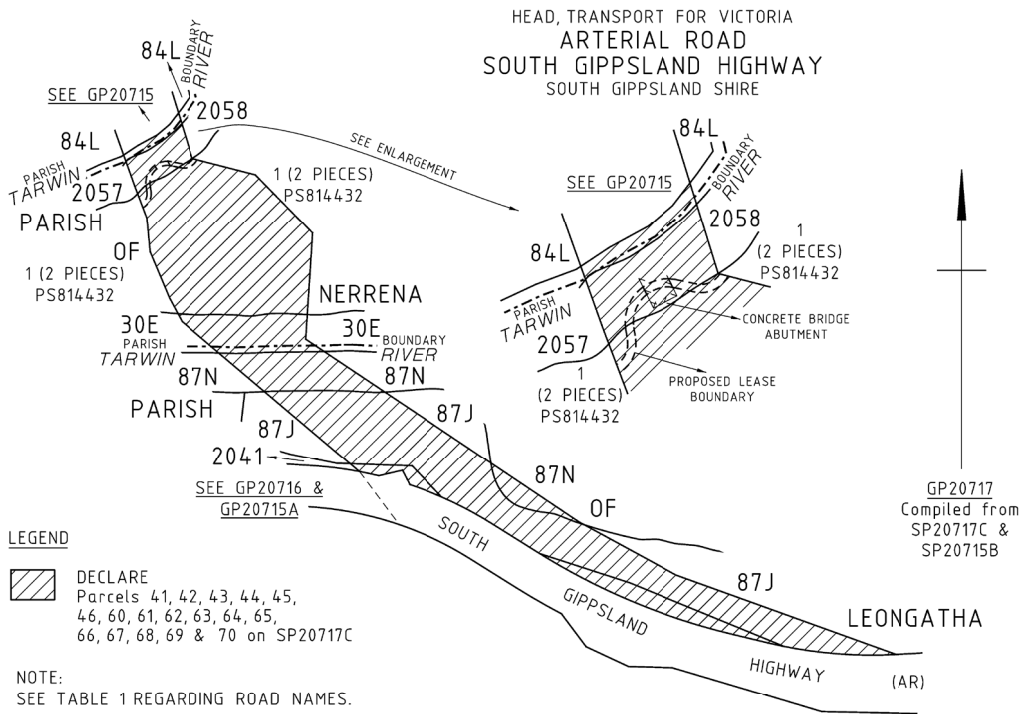 HEAD, TRANSPORT FOR VICTORIA
ARTERIAL ROAD
SOUTH GIPPSLAND HIGHWAY
SOUTH GIPPSLAND SHIRE
84L
BOUNDARY
RIVER
SEE GP20715
2058
84L
PARISH
TARWIN
2057
PARISH
OF
1 (2 PIECES)
PS814432
1 (2 PIECES)
PS814432
SEE ENLARGEMENT
NERRENA
30E
30E
PARISH
TARWIN
BOUNDARY
RIVER
87N
87N
PARISH
87J
87J
2041
SEE GP20716 &
GP20715A
87N
OF
SOUTH
GIPPSLAND
HIGHWAY
87J
LEONGATHA
(AR)
84L
BOUNDARY
RIVER
SEE GP20715
2058
84L
1
(2 PIECES)
PS814432
PARISH
TARWIN
2057
CONCRETE BRIDGE
ABUTMENT
1
(2 PIECES)
PS814432
PROPOSED LEASE
BOUNDARY
GP20717
Compiled from
SP20717C &
SP20715B
LEGEND
DECLARE
Parcels 41, 42, 43, 44, 45,
46, 60, 61, 62, 63, 64, 65,
66, 67, 68, 69 & 70 on SP20717C
NOTE:
SEE TABLE 1 REGARDING ROAD NAMES.